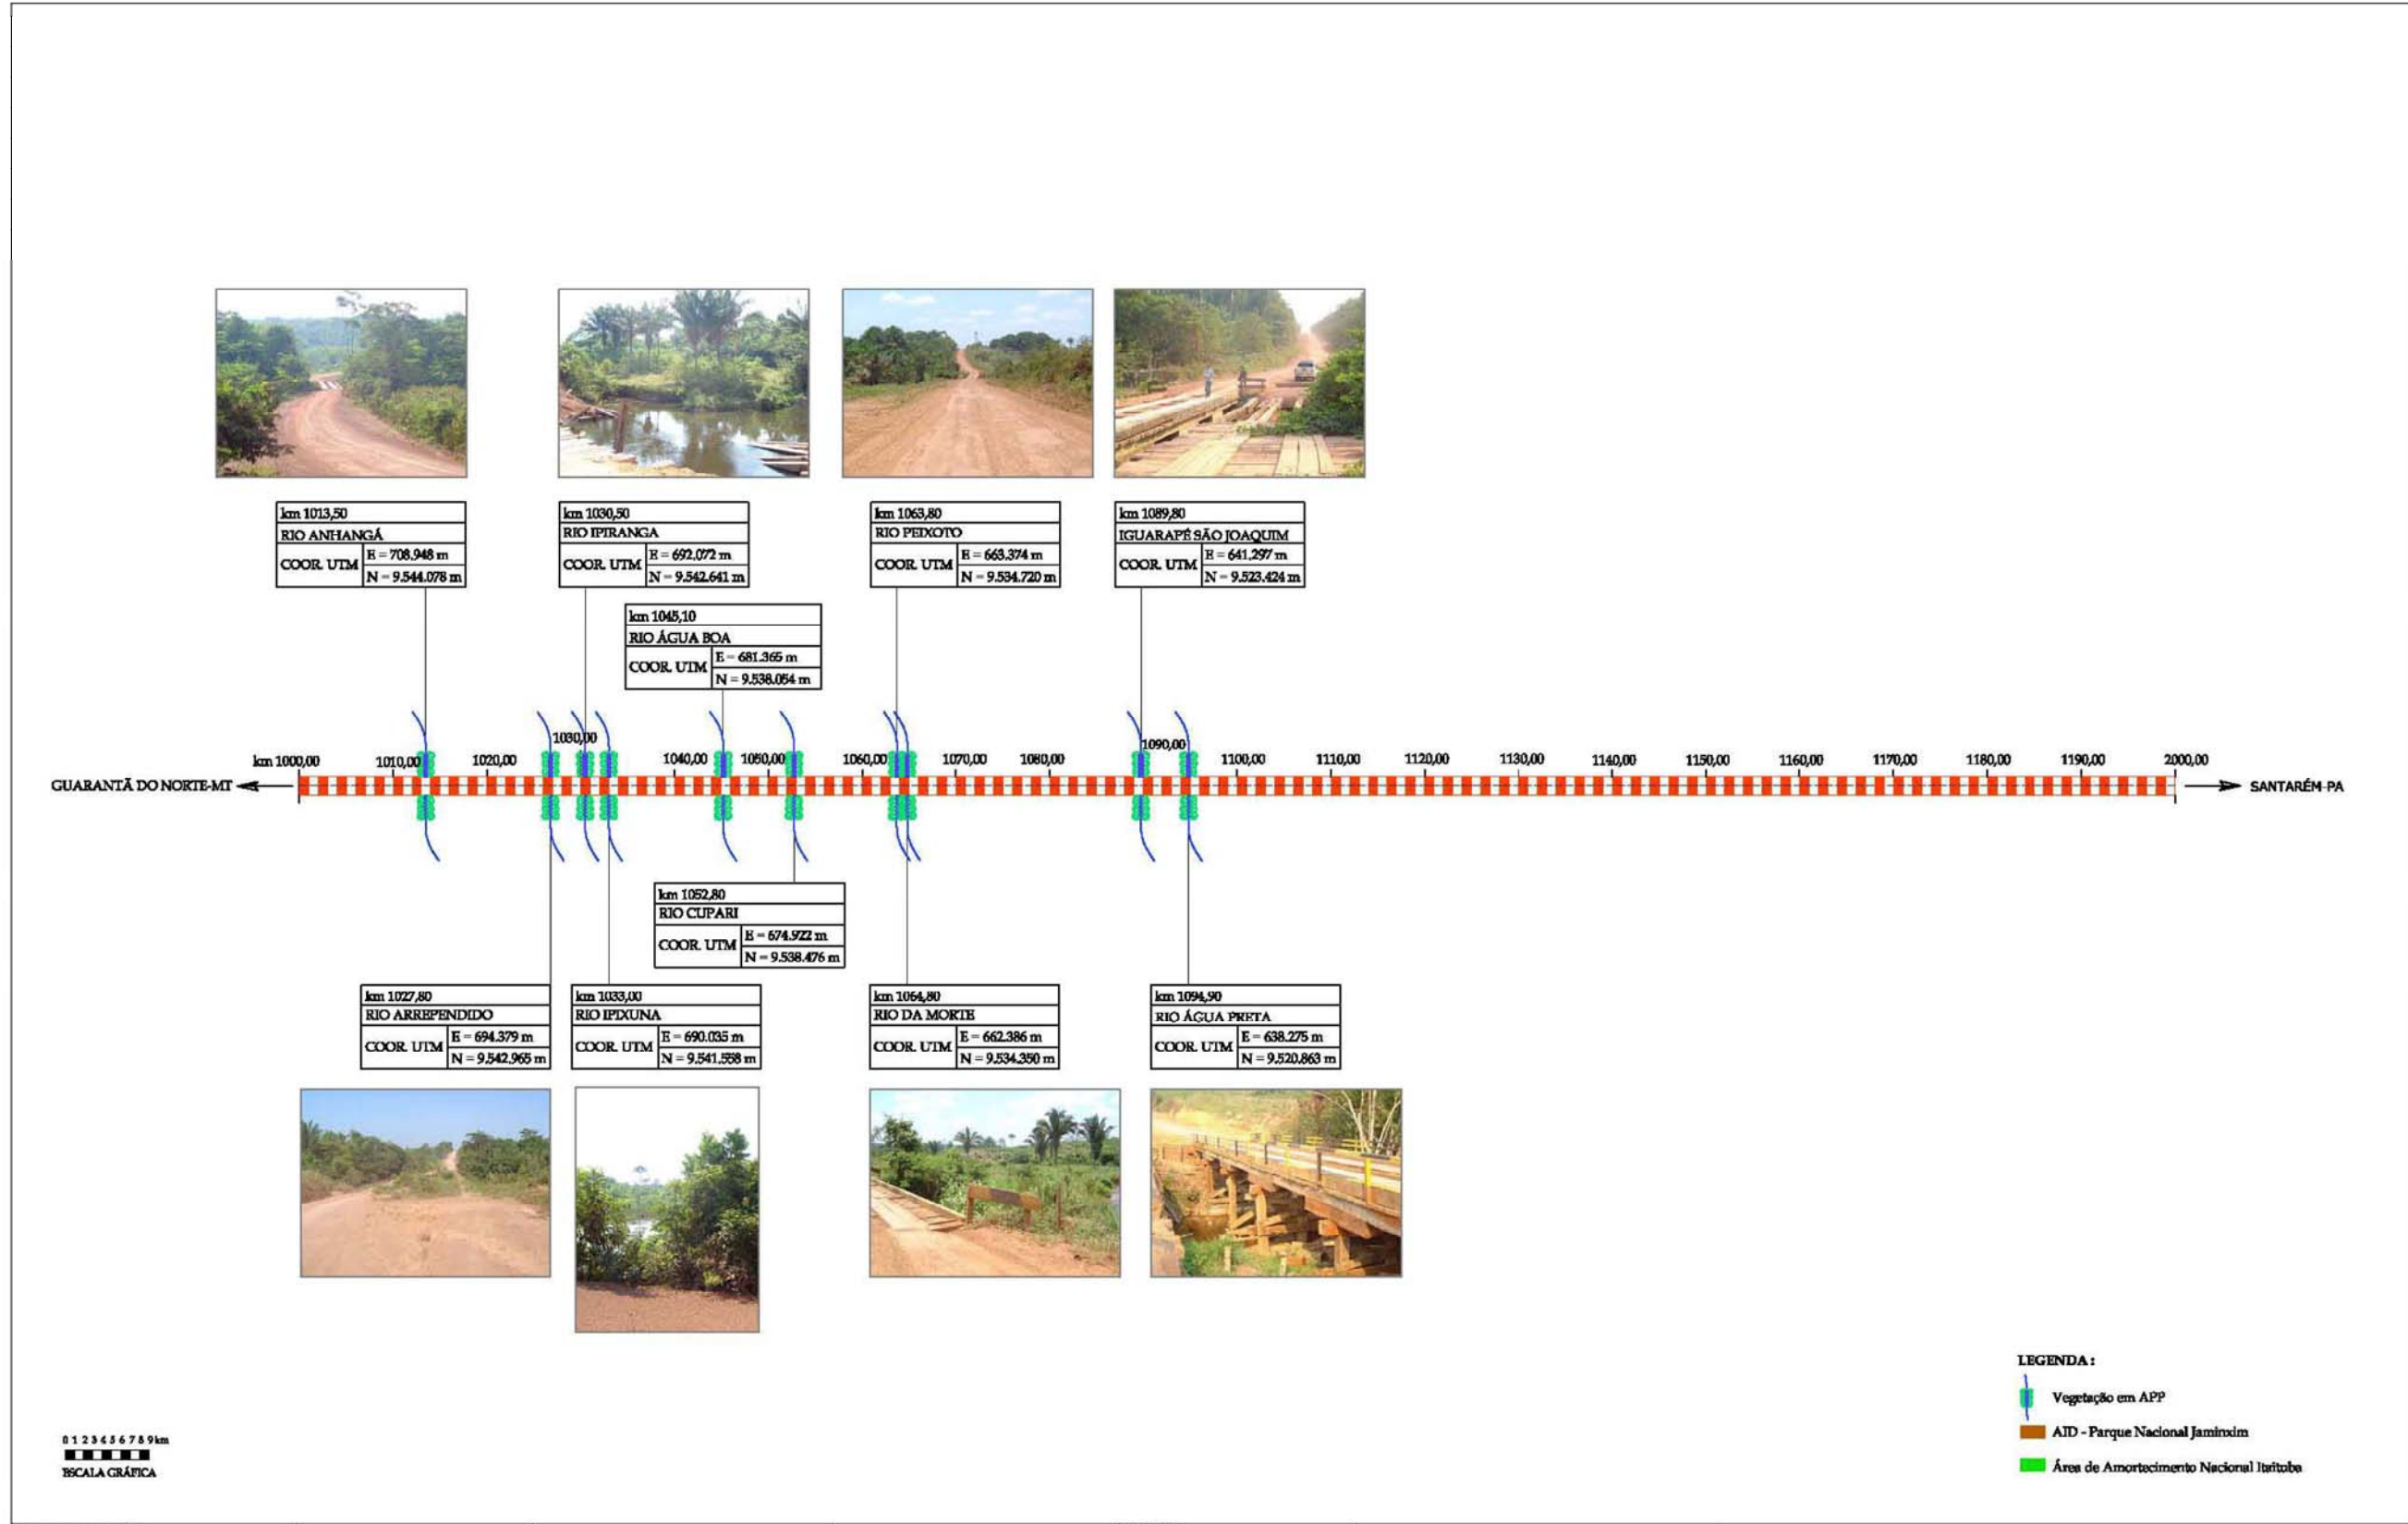 km 1013,50
RIO ANHANGÁ
COOR. UTM
E = 708.948 m
N = 9.544.078 m
km 1030,50
RIO IPIRANGA
COOR. UTM
E = 692.072 m
N = 9.542.641 m
km 1063,80
RIO PEIXOTO
COOR. UTM
E = 663.374 m
N = 9.534.720 m
km 1089,80
IGUARAPÉ SÃO JOAQUIM
COOR. UTM
E = 641.297 m
N = 9.523.424 m
km 1045,10
RIO ÁGUA BOA
COOR. UTM
E = 681.365 m
N = 9.538.054 m
km 1000,00 1010,00 1020,00 1030,00 1040,00 1050,00 1060,00 1070,00 1080,00 1090,00 1100,00 1110,00 1120,00 1130,00 1140,00 1150,00 1160,00 1170,00 1180,00 1190,00 2000,00
GUARANTÃ DO NORTE-MT
SANTARÉM-PA
km 1052,80
RIO CUPARI
COOR. UTM
E = 674.922 m
N = 9.538.476 m
km 1027,80
RIO ARREPENDIDO
COOR. UTM
E = 694.379 m
N = 9.542.965 m
km 1033,00
RIO IPIXUNA
COOR. UTM
E = 690.035 m
N = 9.541.558 m
km 1064,80
RIO DA MORTE
COOR. UTM
E = 662.386 m
N = 9.534.350 m
km 1094,90
RIO ÁGUA PRETA
COOR. UTM
E = 638.275 m
N = 9.520.863 m
LEGENDA :
Vegetação em APP
AID - Parque Nacional Jaminxim
Área de Amortecimento Nacional Itaituba
0 1 2 3 4 5 6 7 8 9 km
ESCALA GRÁFICA